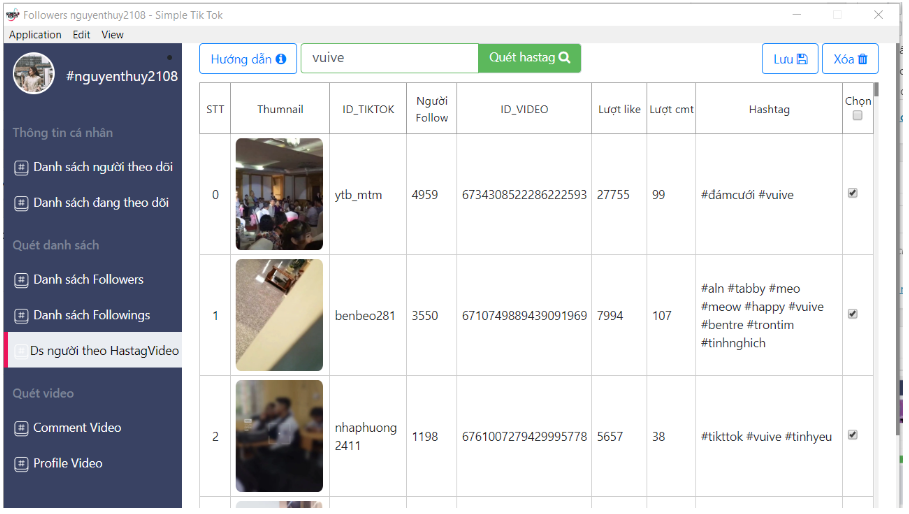 Followers nguyenthuy2108 - Simple Tik Tok
Application Edit View
#nguyenthuy2108
Thông tin cá nhân
Danh sách người theo dõi
Danh sách đang theo dõi
Quét danh sách
Danh sách Followers
Danh sách Followings
Ds người theo HastagVideo
Quét video
Comment Video
Profile Video
Hướng dẫn
vuive
Quét hastag
Lưu
Xóa
STT Thumnail ID_TIKTOK Người Follow ID_VIDEO Lượt like Lượt cmt Hashtag Chọn
0 ytb_mtm 4959 6734308522286222593 27755 99 #đámcưới #vuive
1 benbeo281 3550 6710749889439091969 7994 107 #aln #tabby #meo
#meow #happy #vuive
#bentre #trontim
#tinhnghich
2 nhaphuong
2411 1198 6761007279429995778 5657 38 #tikttok #vuive #tinhyeu